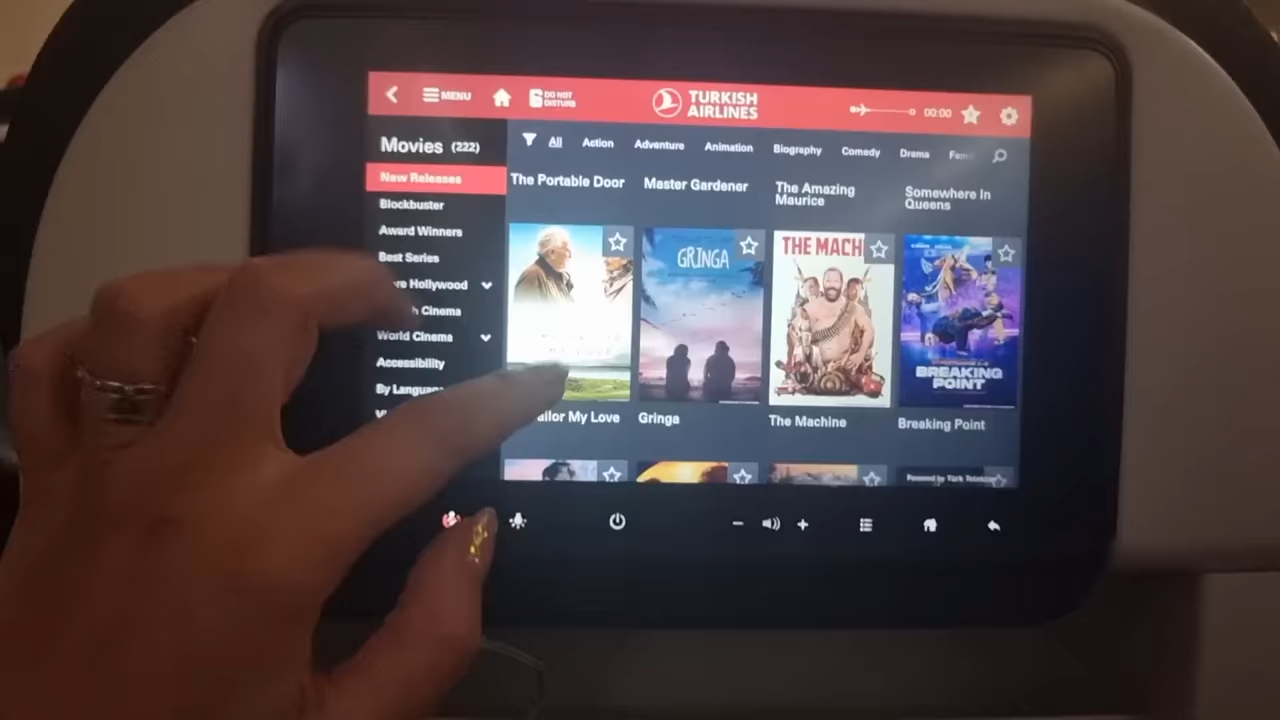 MENU
DO NOT
DISTURB
TURKISH
AIRLINES
00:00
Movies (222)
All
Action
Adventure
Animation
Biography
Comedy
Drama
New Releases
The Portable Door
Master Gardener
The Amazing
Maurice
Somewhere In
Queens
Blockbuster
Award Winners
Best Series
Hollywood
Cinema
World Cinema
Accessibility
By
GRINGA
THE MACH
BREAKING
POINT
My Love
Gringa
The Machine
Breaking Point
Powered by Türk Telekom